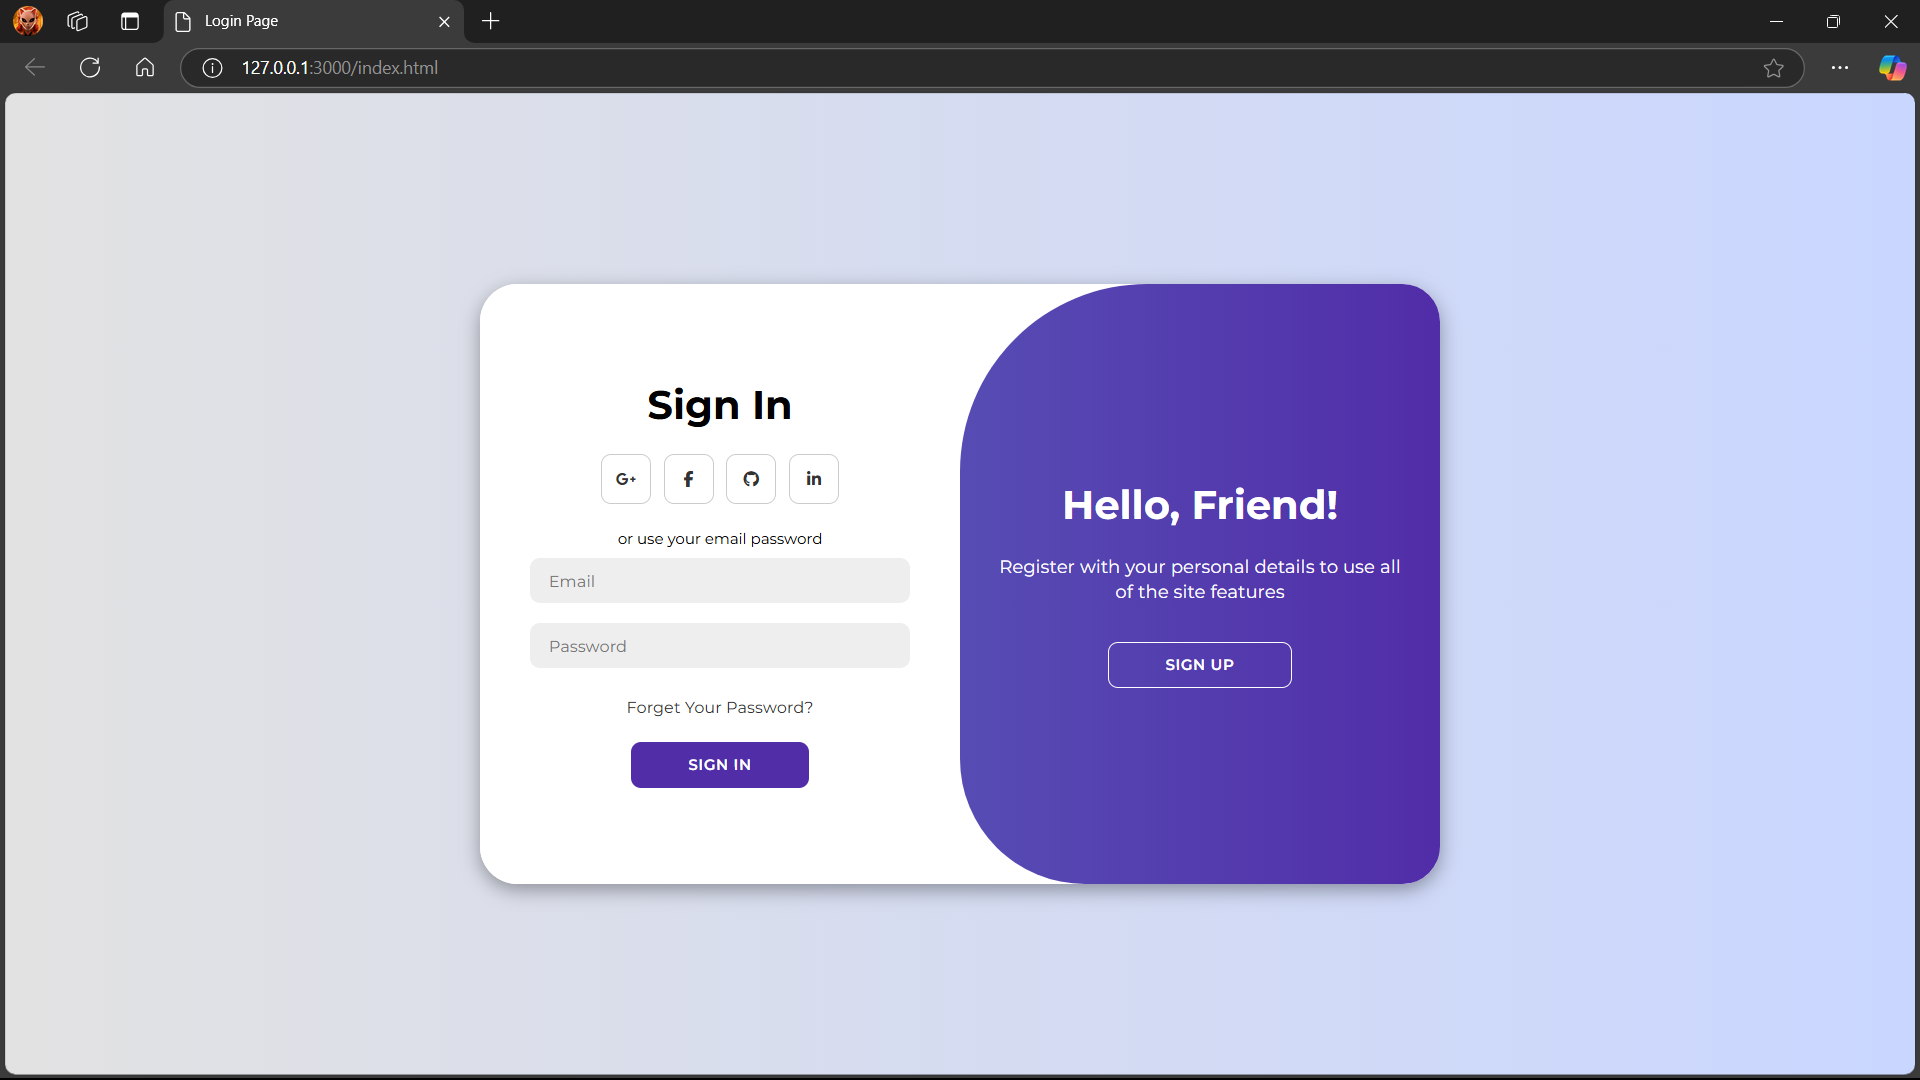 Login Page
127.0.0.1:3000/index.html
Sign In
G+
f
in
or use your email password
Email
Password
Forget Your Password?
SIGN IN
Hello, Friend!
Register with your personal details to use all
of the site features
SIGN UP